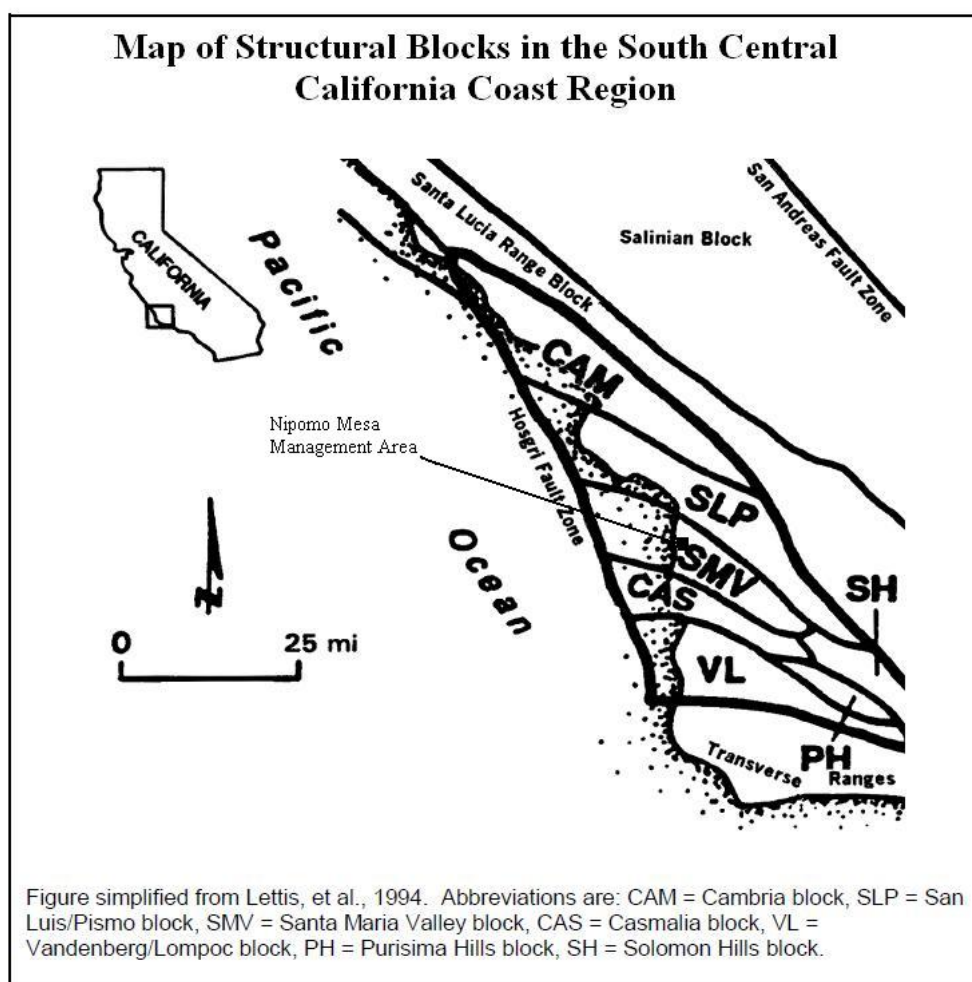 Map of Structural Blocks in the South Central
California Coast Region
CALIFORNIA
Pacific
Ocean
Santa Lucia Range Block
Salinian Block
San Andreas Fault Zone
CAM
Nipomo Mesa
Management Area
Hosgri Fault Zone
SLP
SMV
CAS
SH
VL
PH
Transverse Ranges
N
0 25 mi
Figure simplified from Lettis, et al., 1994. Abbreviations are: CAM = Cambria block, SLP = San
Luis/Pismo block, SMV = Santa Maria Valley block, CAS = Casmalia block, VL =
Vandenberg/Lompoc block, PH = Purisima Hills block, SH = Solomon Hills block.